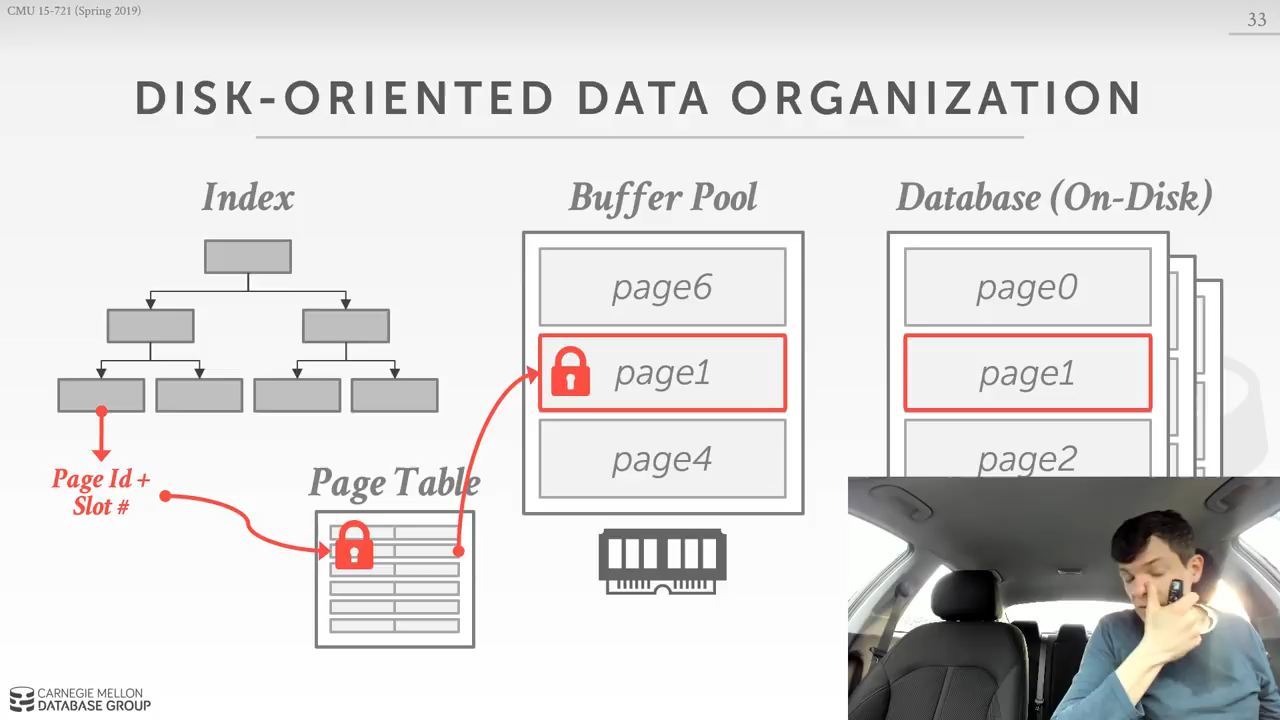 CMU 15-721 (Spring 2019)
33
DISK-ORIENTED DATA ORGANIZATION
Index
Buffer Pool
Database (On-Disk)
page6
page1
page4
page0
page1
page2
Page Id +
Slot #
Page Table
CARNEGIE MELLON
DATABASE GROUP